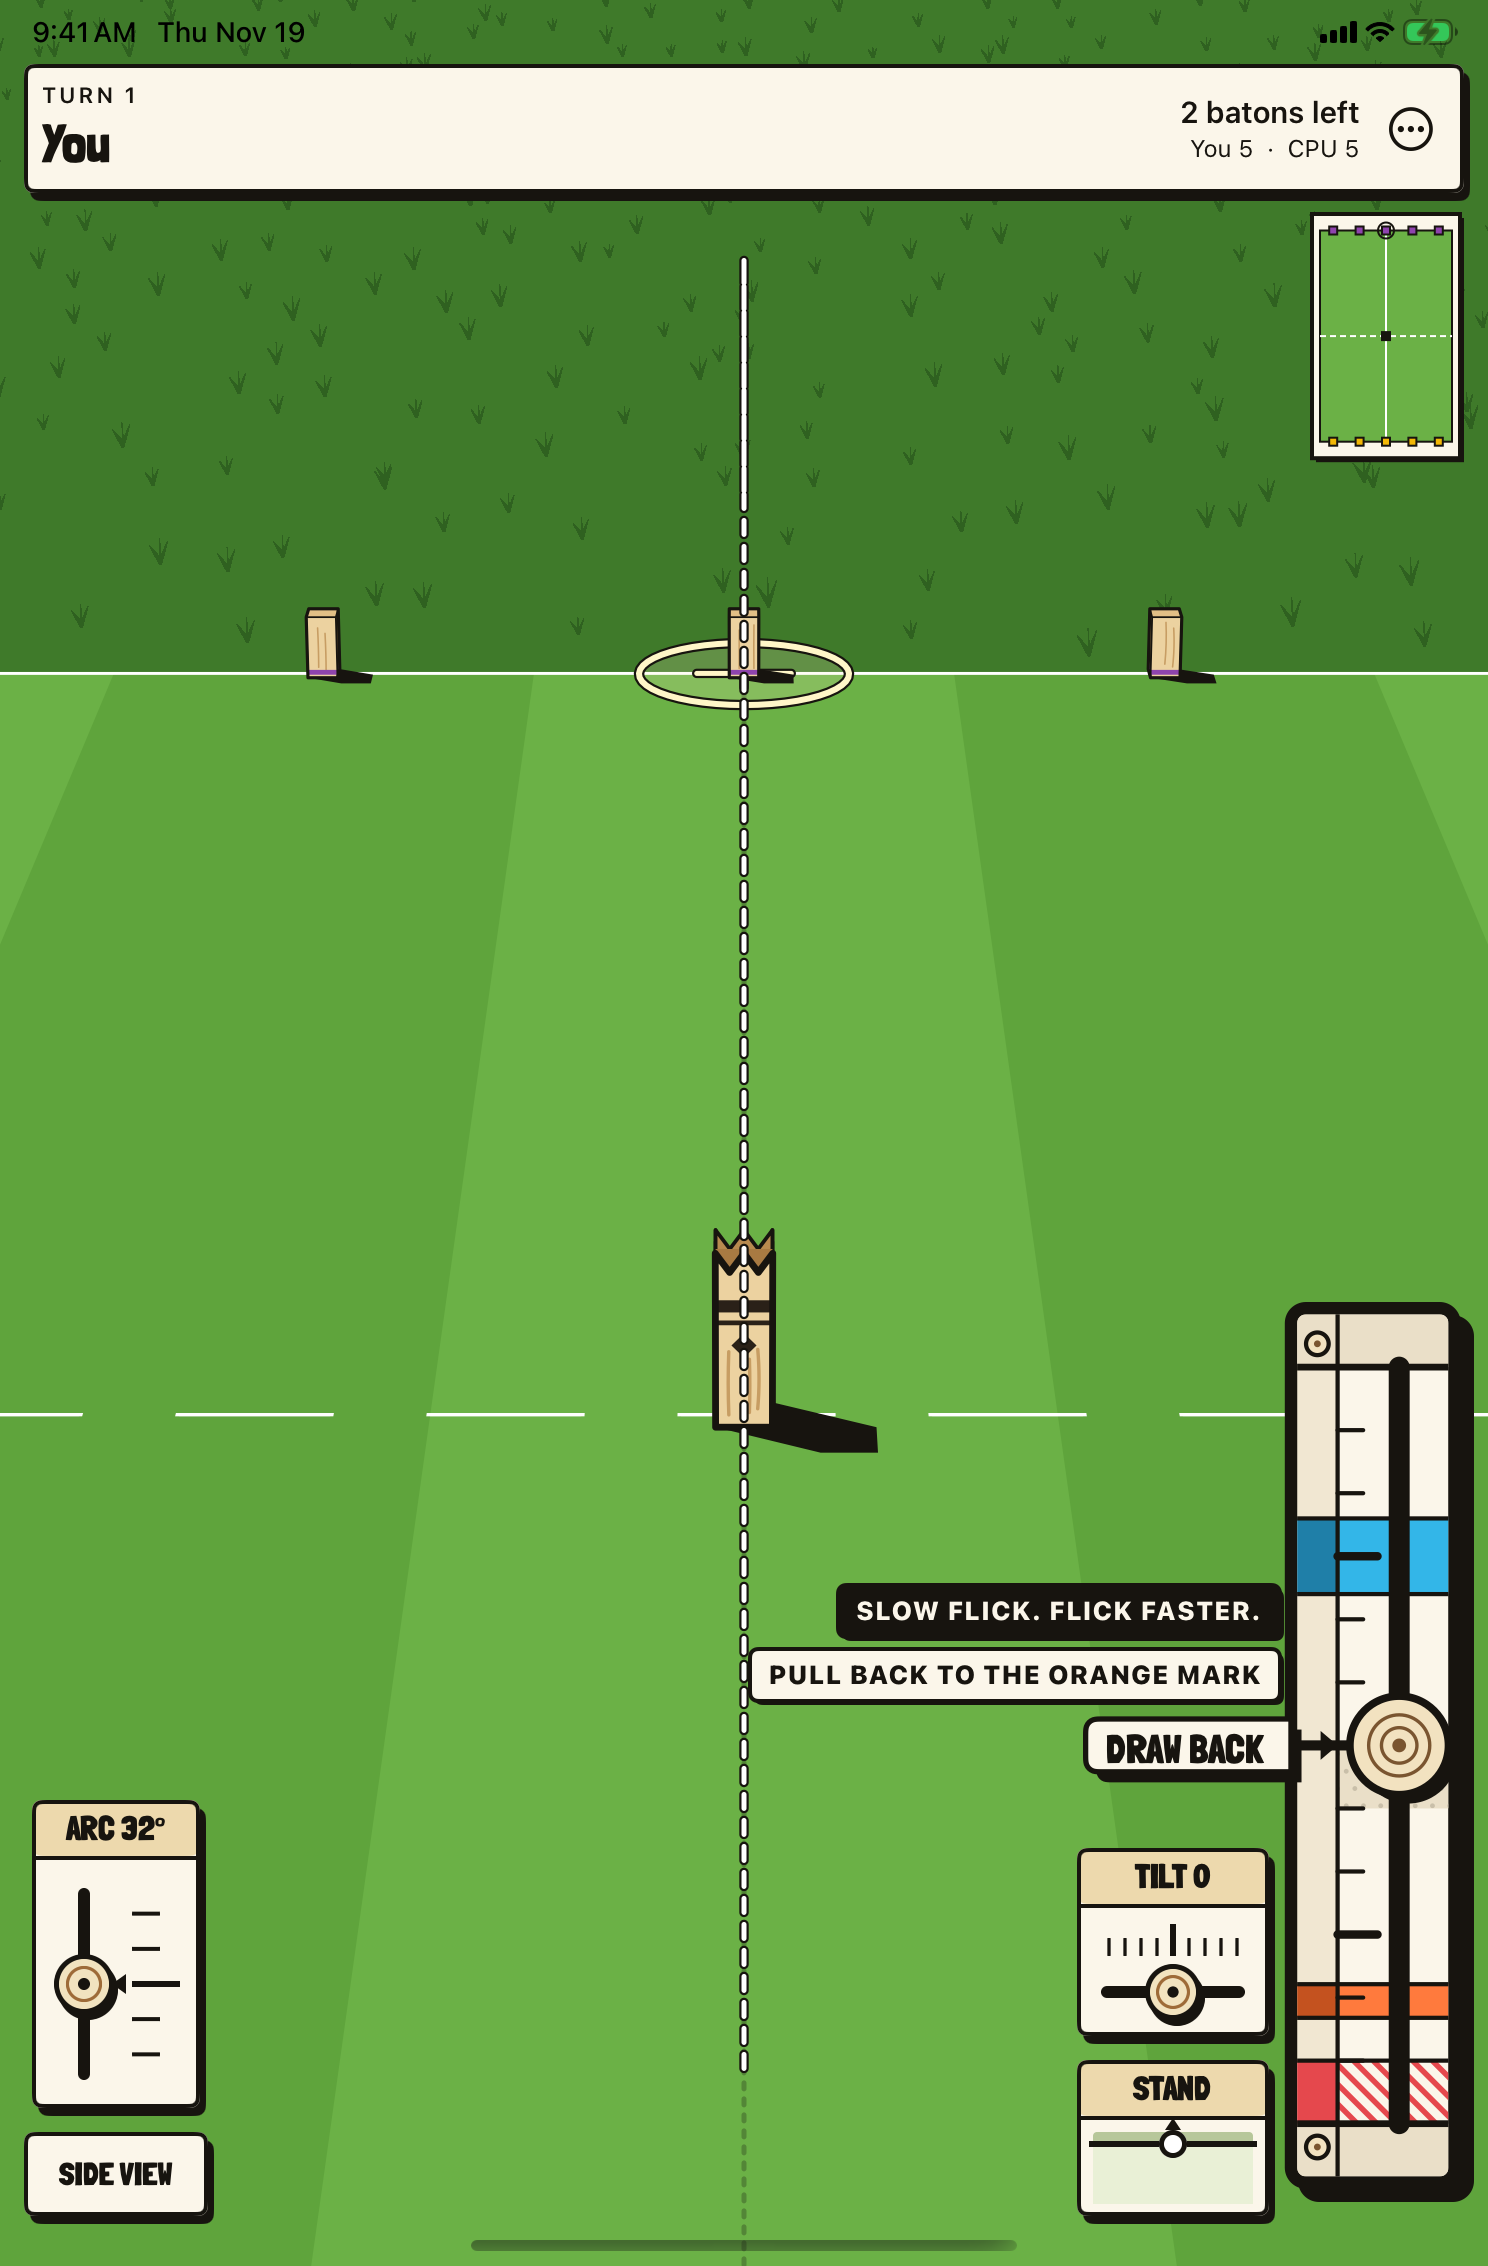 9:41 AM Thu Nov 19
TURN 1
You
2 batons left
You 5 · CPU 5
SLOW FLICK. FLICK FASTER.
PULL BACK TO THE ORANGE MARK
DRAW BACK
ARC 32°
TILT 0
STAND
SIDE VIEW